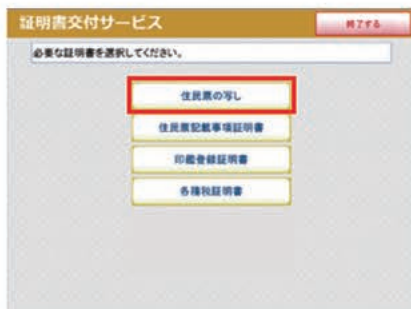 証明書交付サービス
終了する
必要な証明書を選択してください。
住民票の写し
住民票記載事項証明書
印鑑登録証明書
各種税証明書